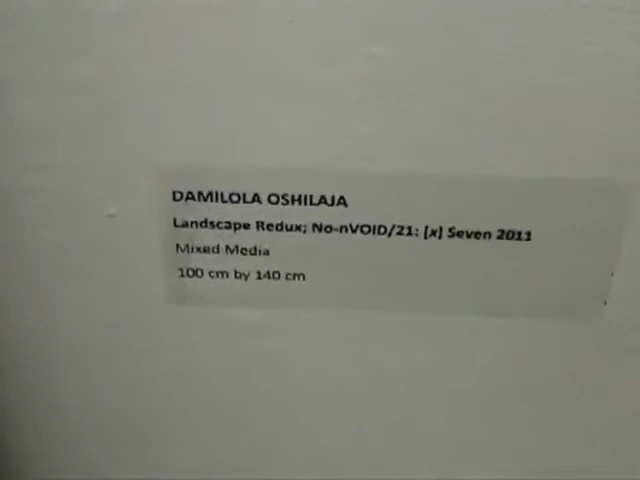 DAMILOLA OSHILAJA
Landscape Redux; No-nVOID/21: [x] Seven 2011
Mixed Media
100 cm by 140 cm